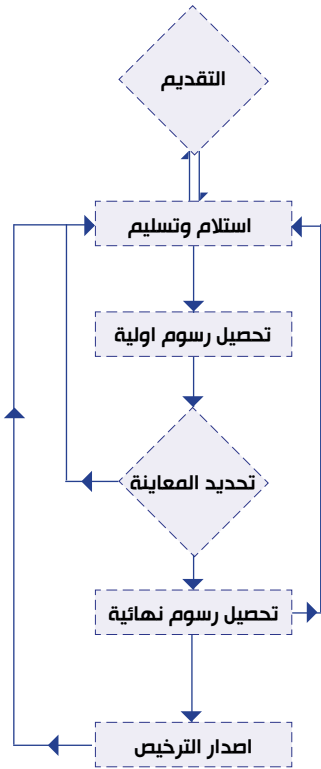 التقديم
استلام وتسليم
تحصيل رسوم اولية
تحديد المعاينة
تحصيل رسوم نهائية
اصدار الترخيص